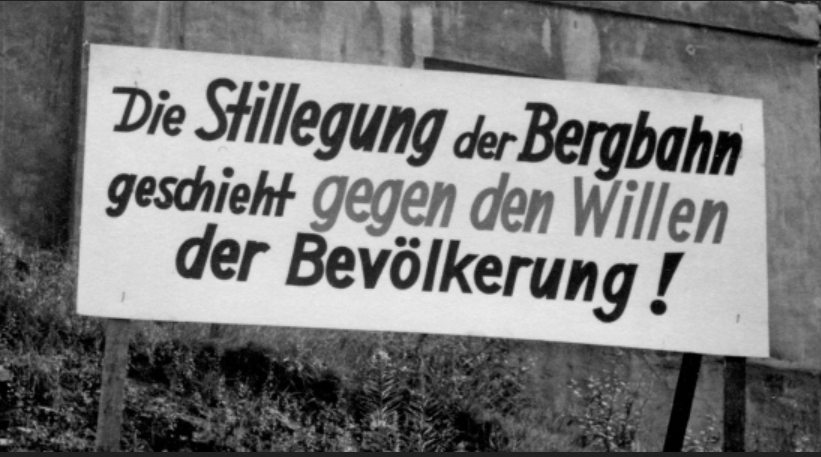 Die Stillegung der Bergbahn
geschieht gegen den Willen
der Bevölkerung!